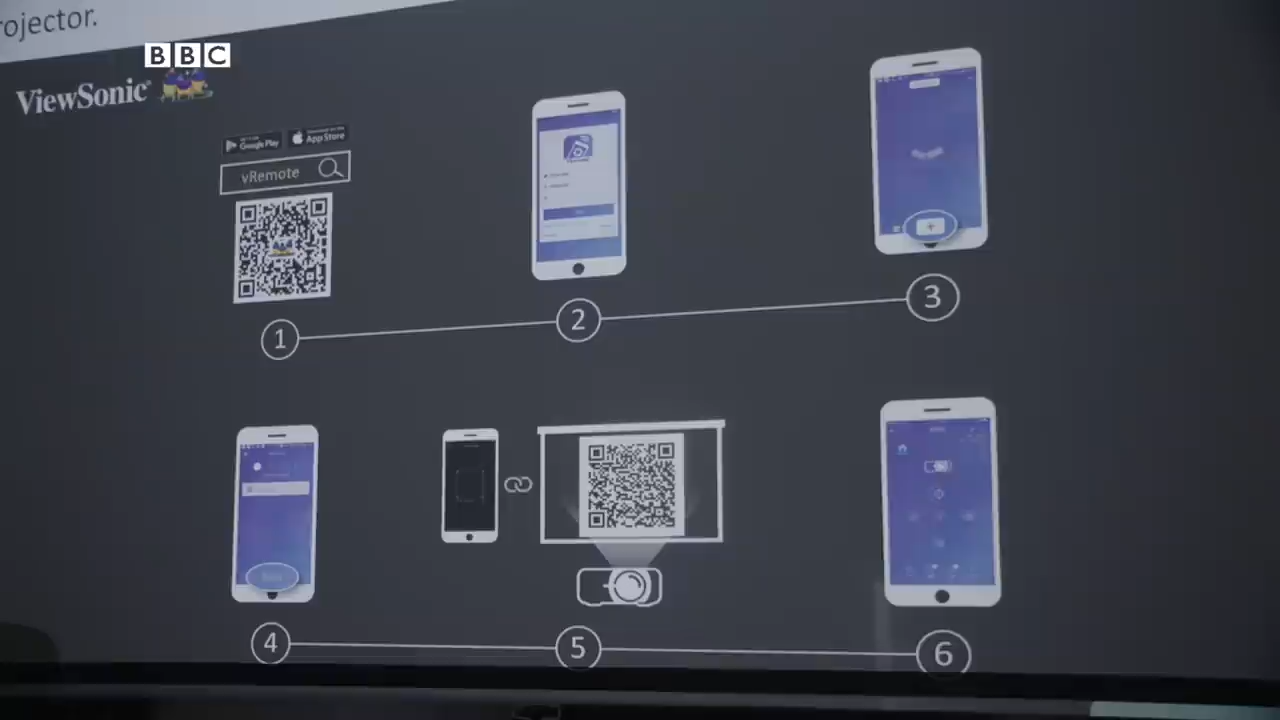 rojector.
BBC
ViewSonic
Google Play
App Store
vRemote
1
2
3
4
5
6